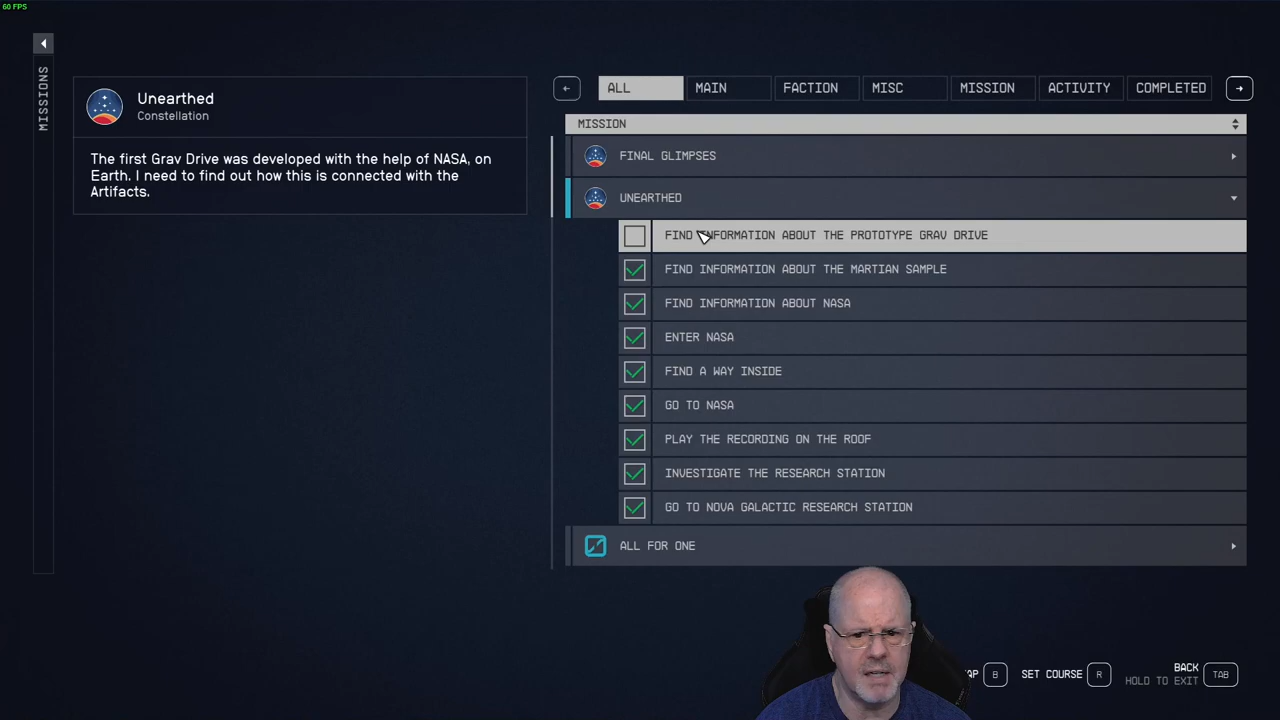 60 FPS
MISSIONS
Unearthed
Constellation
The first Grav Drive was developed with the help of NASA, on
Earth. I need to find out how this is connected with the
Artifacts.
ALL
MAIN
FACTION
MISC
MISSION
ACTIVITY
COMPLETED
MISSION
FINAL GLIMPSES
UNEARTHED
FIND INFORMATION ABOUT THE PROTOTYPE GRAV DRIVE
FIND INFORMATION ABOUT THE MARTIAN SAMPLE
FIND INFORMATION ABOUT NASA
ENTER NASA
FIND A WAY INSIDE
GO TO NASA
PLAY THE RECORDING ON THE ROOF
INVESTIGATE THE RESEARCH STATION
GO TO NOVA GALACTIC RESEARCH STATION
ALL FOR ONE
B
SET COURSE R
BACK
HOLD TO EXIT
TAB